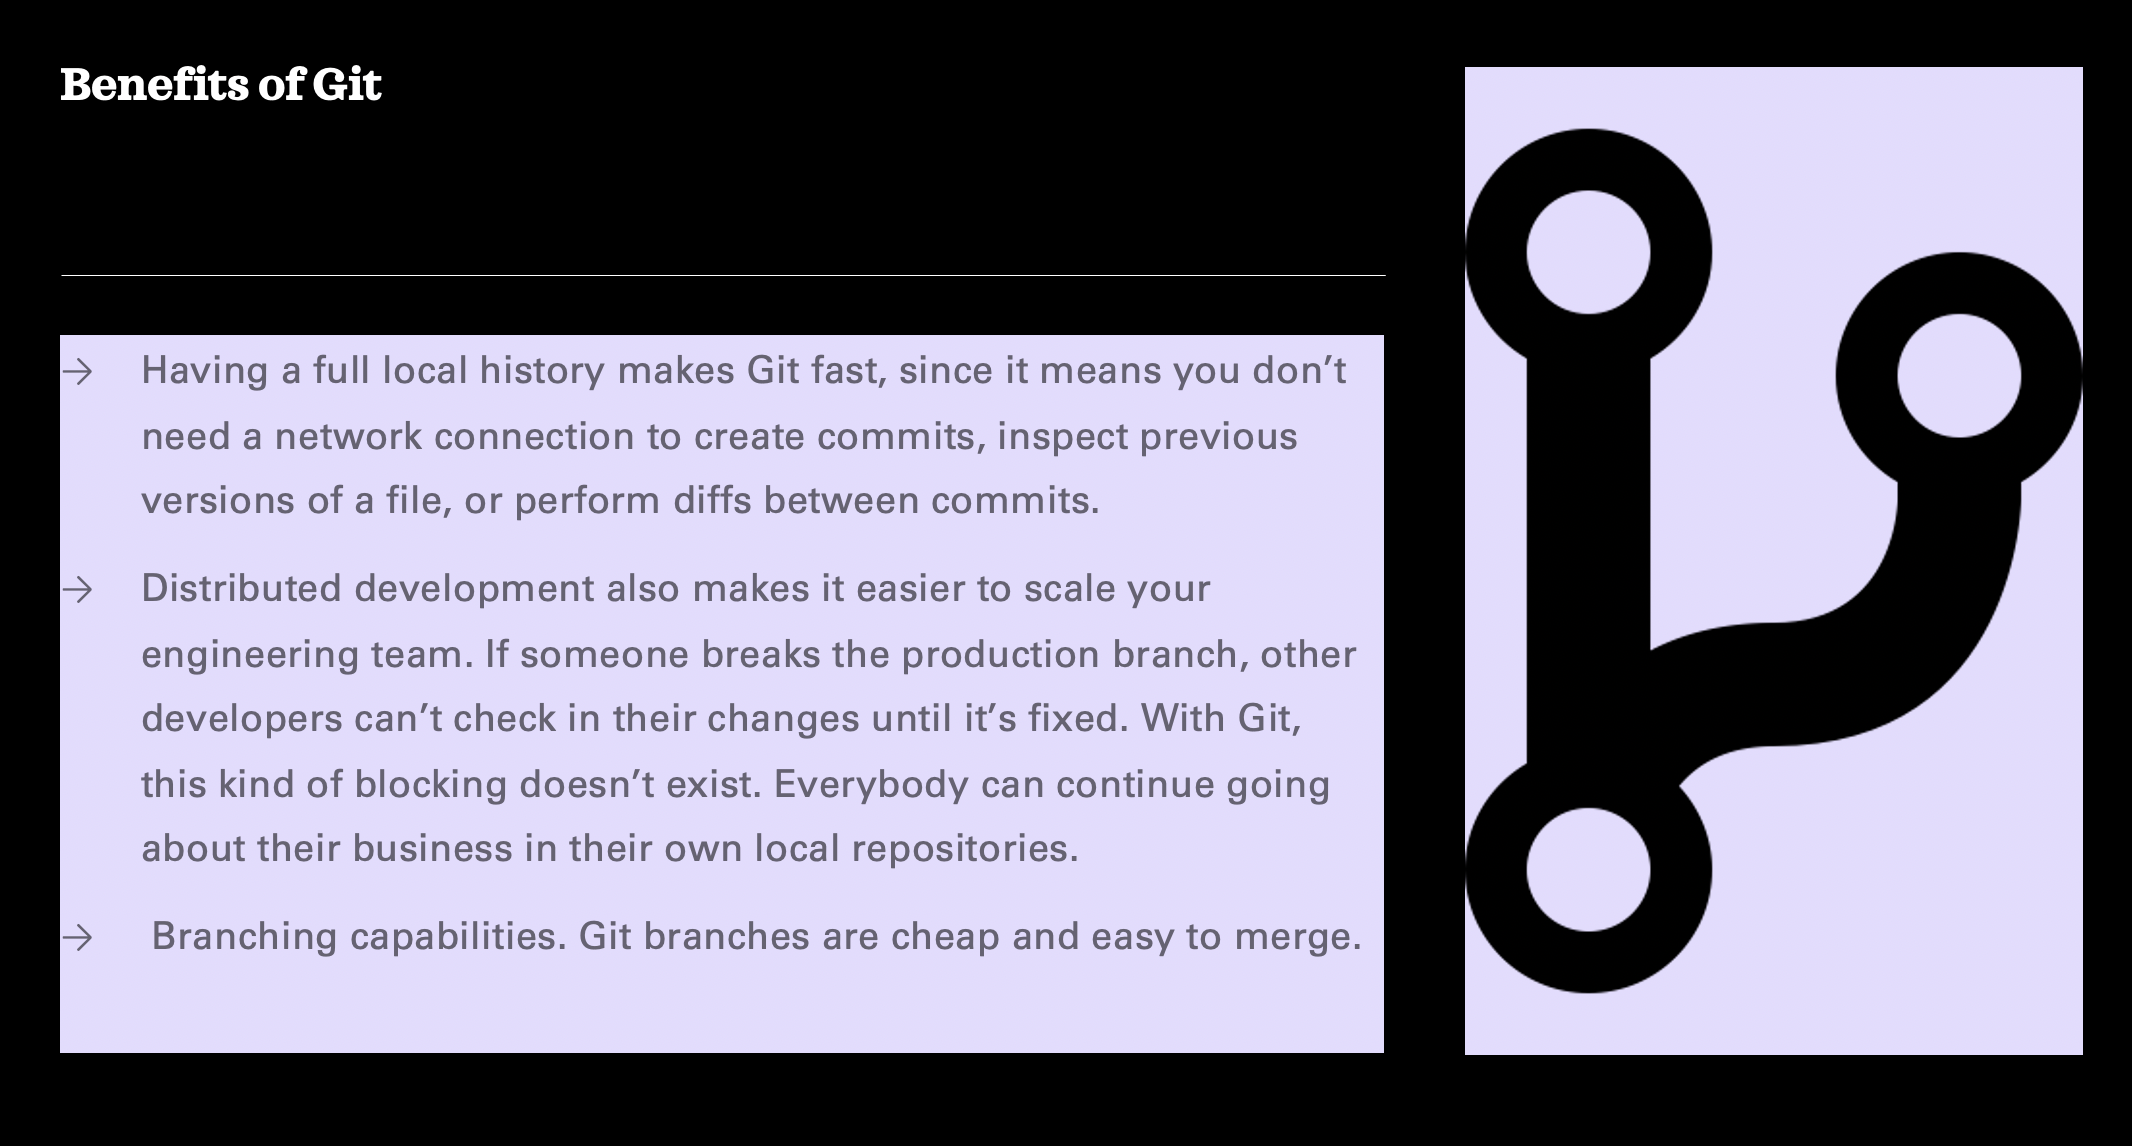 Benefits of Git
→ Having a full local history makes Git fast, since it means you don’t
need a network connection to create commits, inspect previous
versions of a file, or perform diffs between commits.
→ Distributed development also makes it easier to scale your
engineering team. If someone breaks the production branch, other
developers can’t check in their changes until it’s fixed. With Git,
this kind of blocking doesn’t exist. Everybody can continue going
about their business in their own local repositories.
→ Branching capabilities. Git branches are cheap and easy to merge.